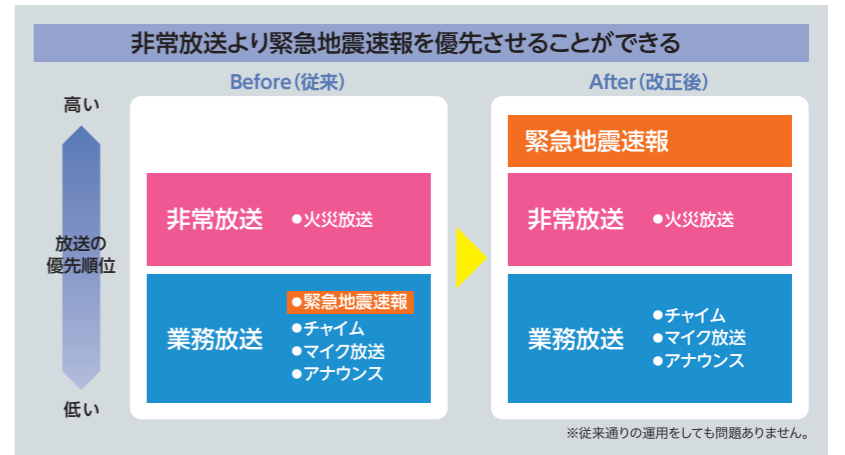 非常放送より緊急地震速報を優先させることができる
Before（従来）
After（改正後）
高い
放送の
優先順位
低い
非常放送
●火災放送
業務放送
●緊急地震速報
●チャイム
●マイク放送
●アナウンス
緊急地震速報
非常放送
●火災放送
業務放送
●チャイム
●マイク放送
●アナウンス
※従来通りの運用をしても問題ありません。